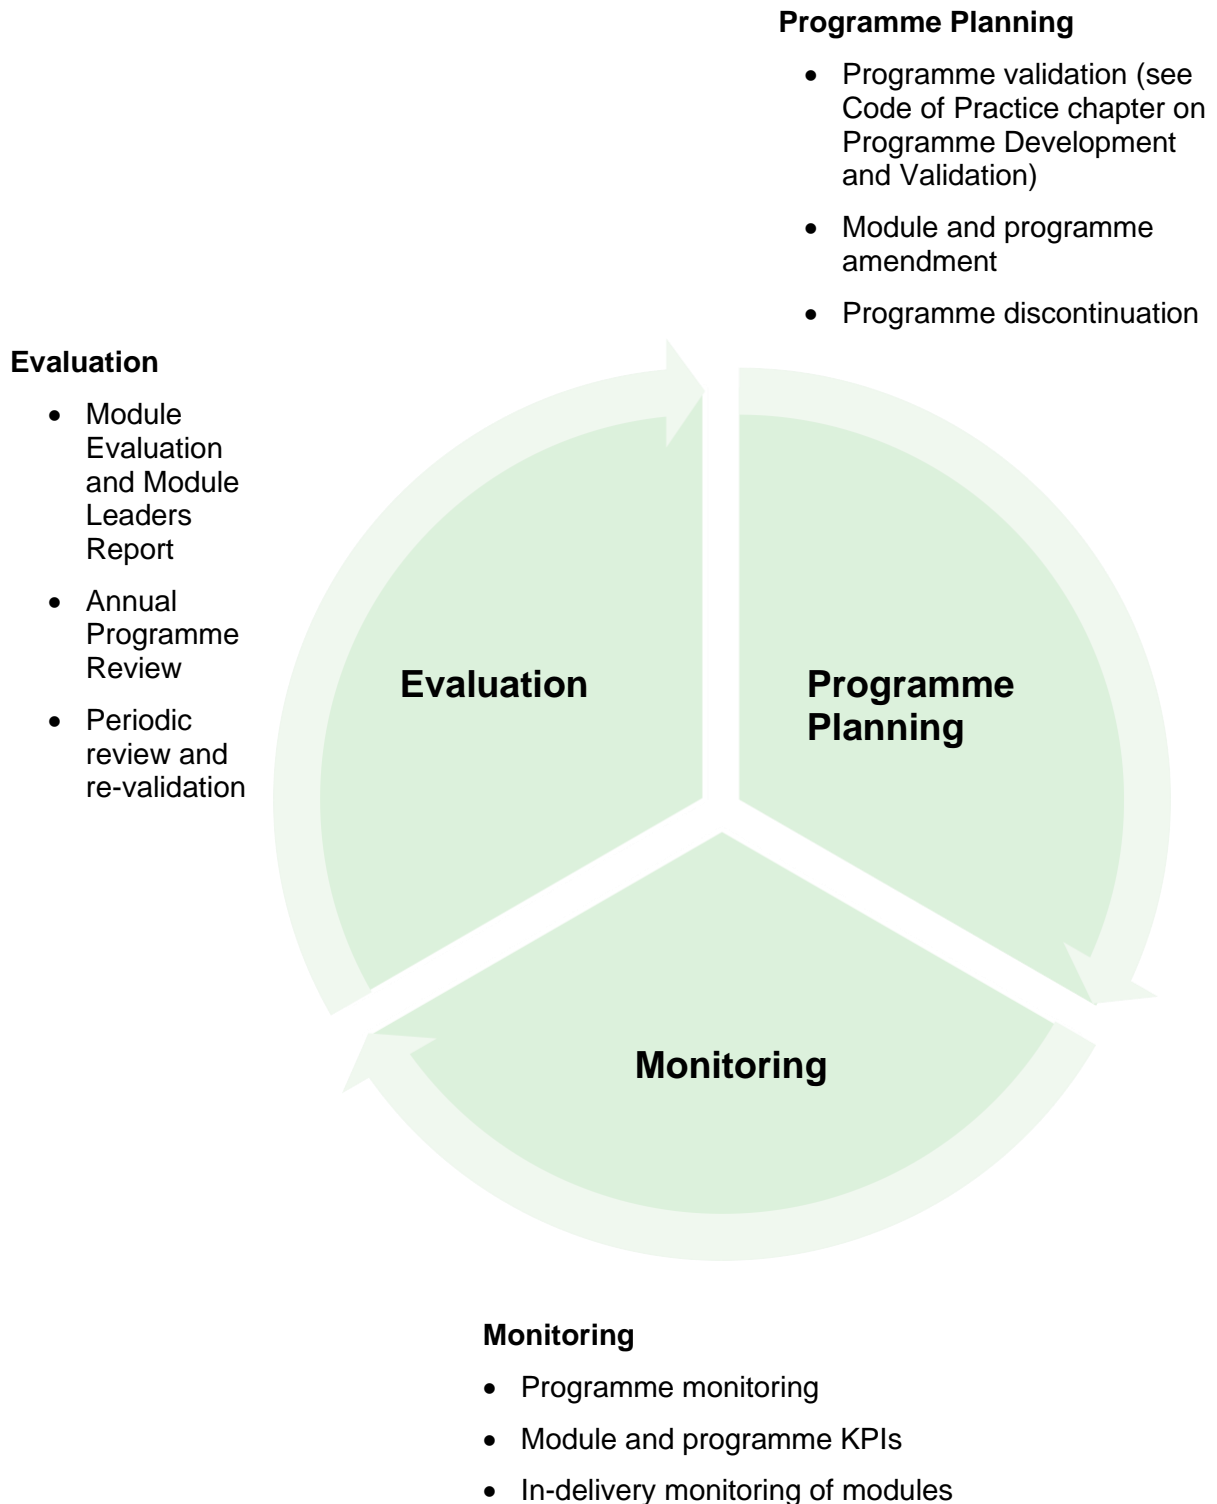 Programme Planning
• Programme validation (see
Code of Practice chapter on
Programme Development
and Validation)
• Module and programme
amendment
• Programme discontinuation
Evaluation
• Module
Evaluation
and Module
Leaders
Report
• Annual
Programme
Review
• Periodic
review and
re-validation
Evaluation
Programme
Planning
Monitoring
Monitoring
• Programme monitoring
• Module and programme KPIs
• In-delivery monitoring of modules